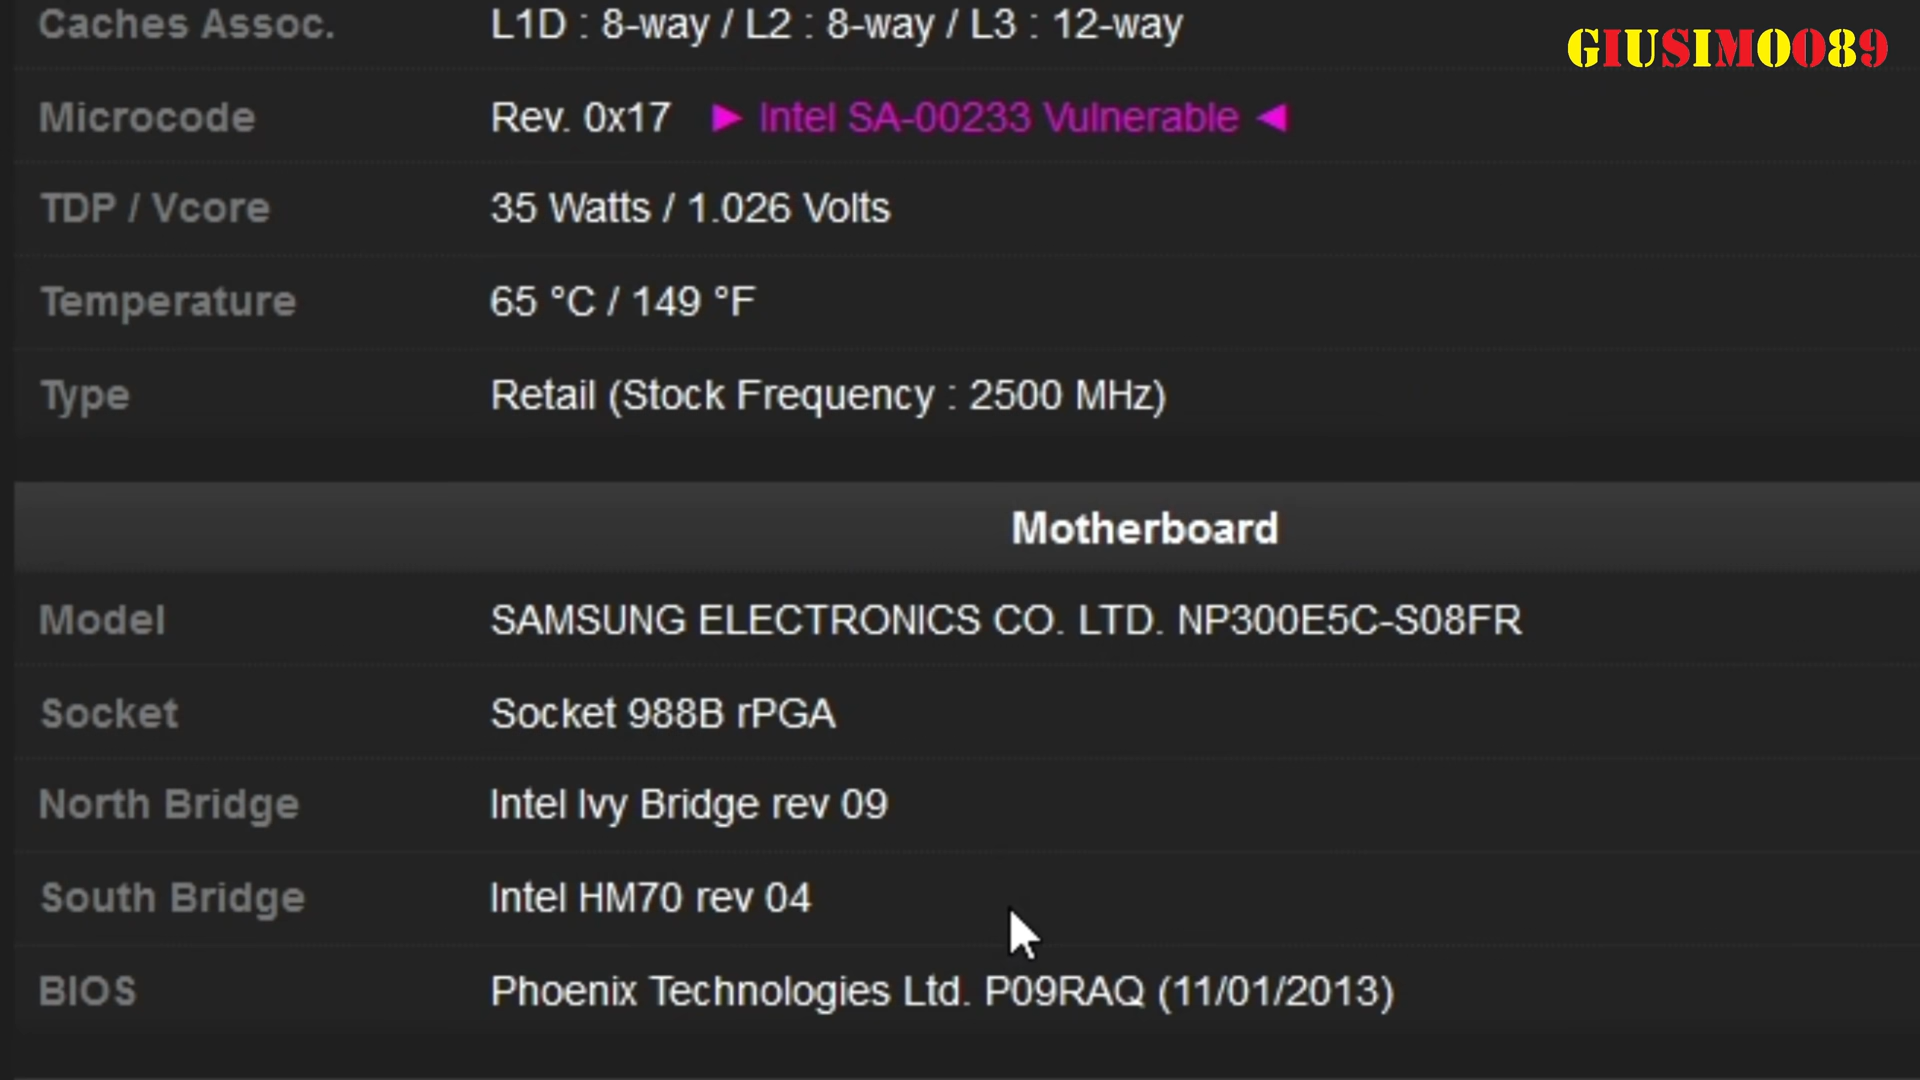 Caches Assoc. L1D : 8-way / L2 : 8-way / L3 : 12-way
GIUSIMO089
Microcode Rev. 0x17 ► Intel SA-00233 Vulnerable ◄
TDP / Vcore 35 Watts / 1.026 Volts
Temperature 65 °C / 149 °F
Type Retail (Stock Frequency : 2500 MHz)
Motherboard
Model SAMSUNG ELECTRONICS CO. LTD. NP300E5C-S08FR
Socket Socket 988B rPGA
North Bridge Intel Ivy Bridge rev 09
South Bridge Intel HM70 rev 04
BIOS Phoenix Technologies Ltd. P09RAQ (11/01/2013)